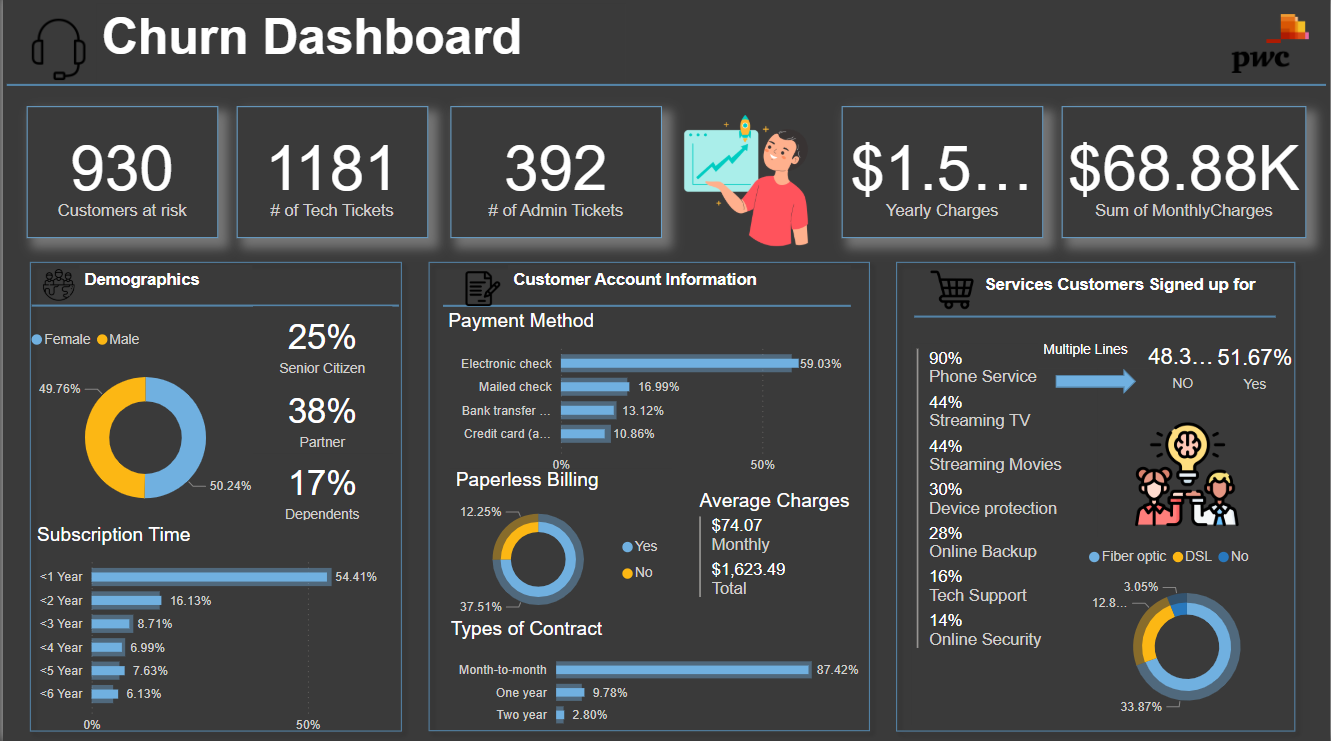 Churn Dashboard
pwc
930
Customers at risk
1181
# of Tech Tickets
392
# of Admin Tickets
$1.5…
Yearly Charges
$68.88K
Sum of MonthlyCharges
Demographics
Female Male
49.76%
50.24%
25%
Senior Citizen
38%
Partner
17%
Dependents
Subscription Time
<1 Year 54.41%
<2 Year 16.13%
<3 Year 8.71%
<4 Year 6.99%
<5 Year 7.63%
<6 Year 6.13%
0% 50%
Customer Account Information
Payment Method
Electronic check 59.03%
Mailed check 16.99%
Bank transfer ... 13.12%
Credit card (a... 10.86%
0% 50%
Paperless Billing
12.25%
37.51%
Yes
No
Average Charges
$74.07
Monthly
$1,623.49
Total
Types of Contract
Month-to-month 87.42%
One year 9.78%
Two year 2.80%
Services Customers Signed up for
90%
Phone Service
44%
Streaming TV
44%
Streaming Movies
30%
Device protection
28%
Online Backup
16%
Tech Support
14%
Online Security
Multiple Lines
48.3… 51.67%
NO Yes
Fiber optic DSL No
3.05%
12.8...
33.87%